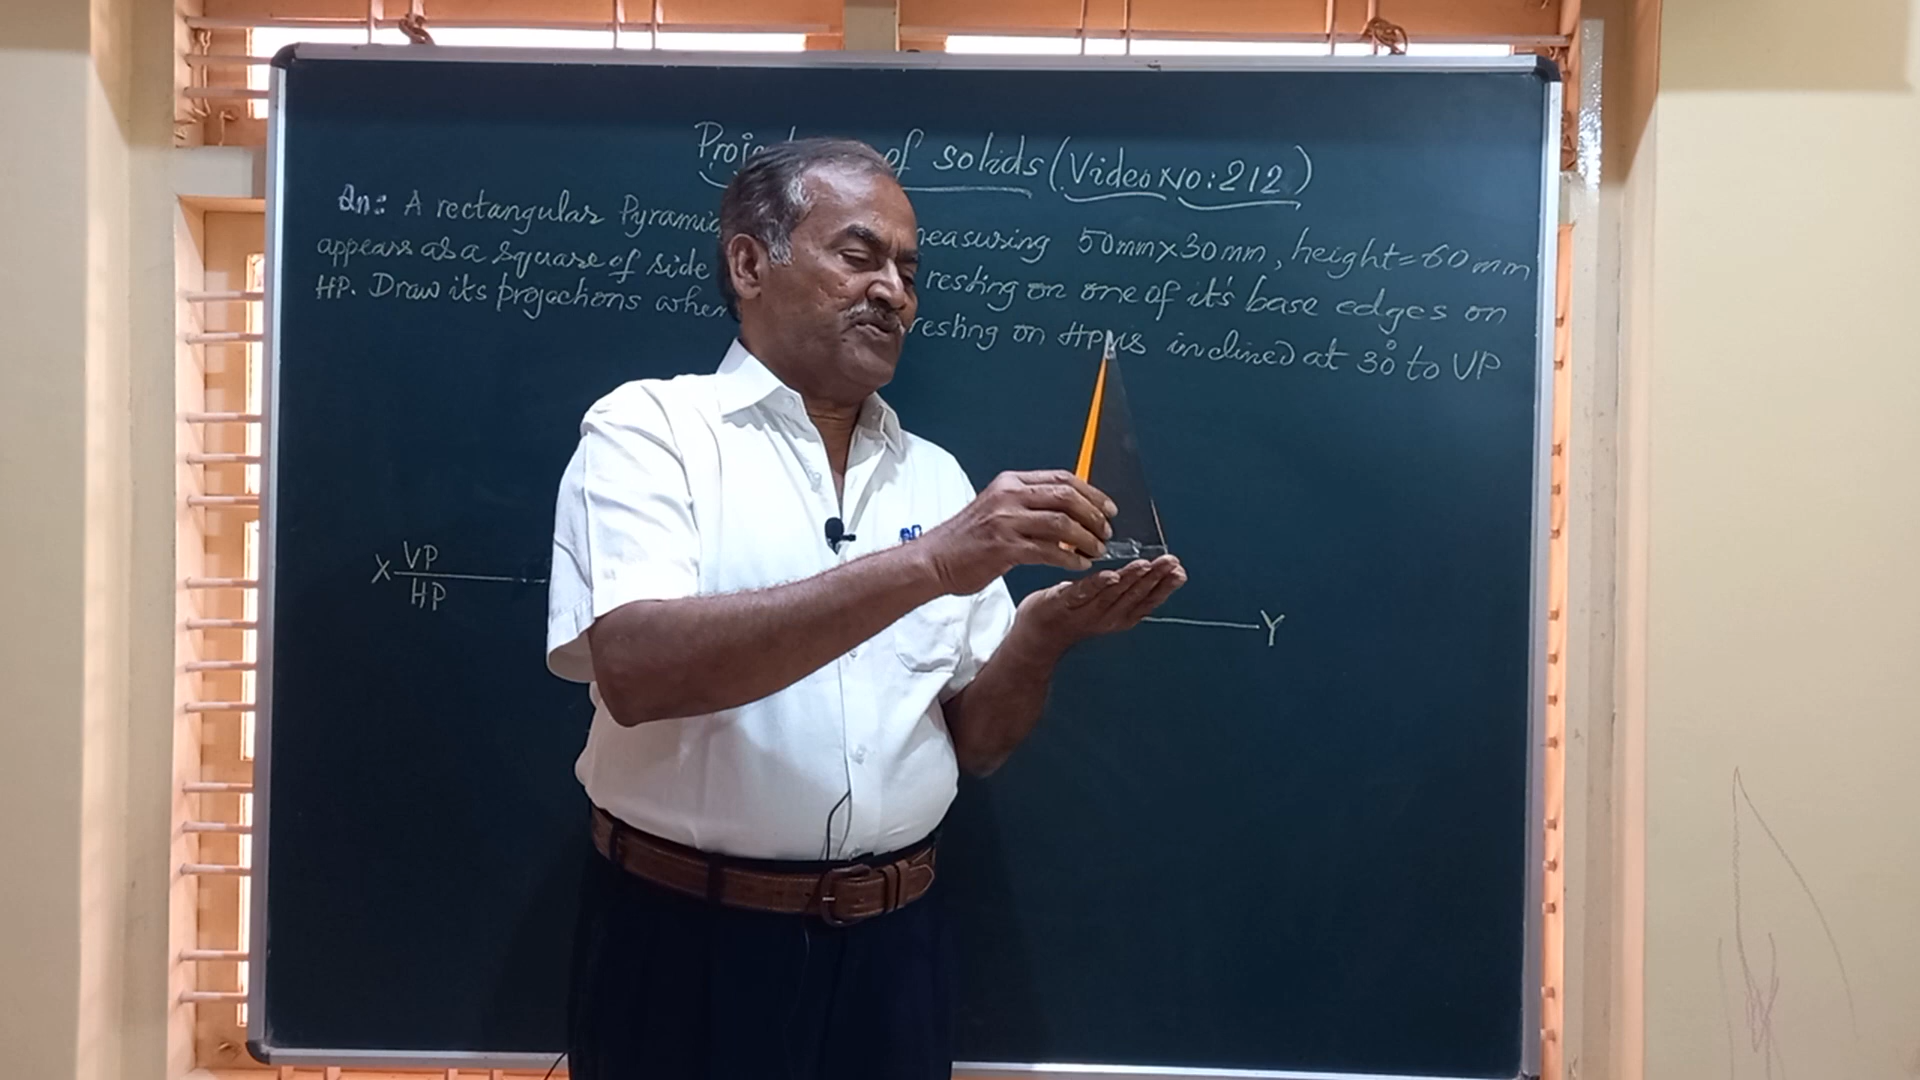 of solids (Video No: 212)
Qn: A rectangular Pyramid measuring 50mm x 30mm, height = 60mm
appears as a square of side resting on one of it's base edges on
HP. Draw its projections when resting on HP is inclined at 30° to VP
X VP
HP
Y